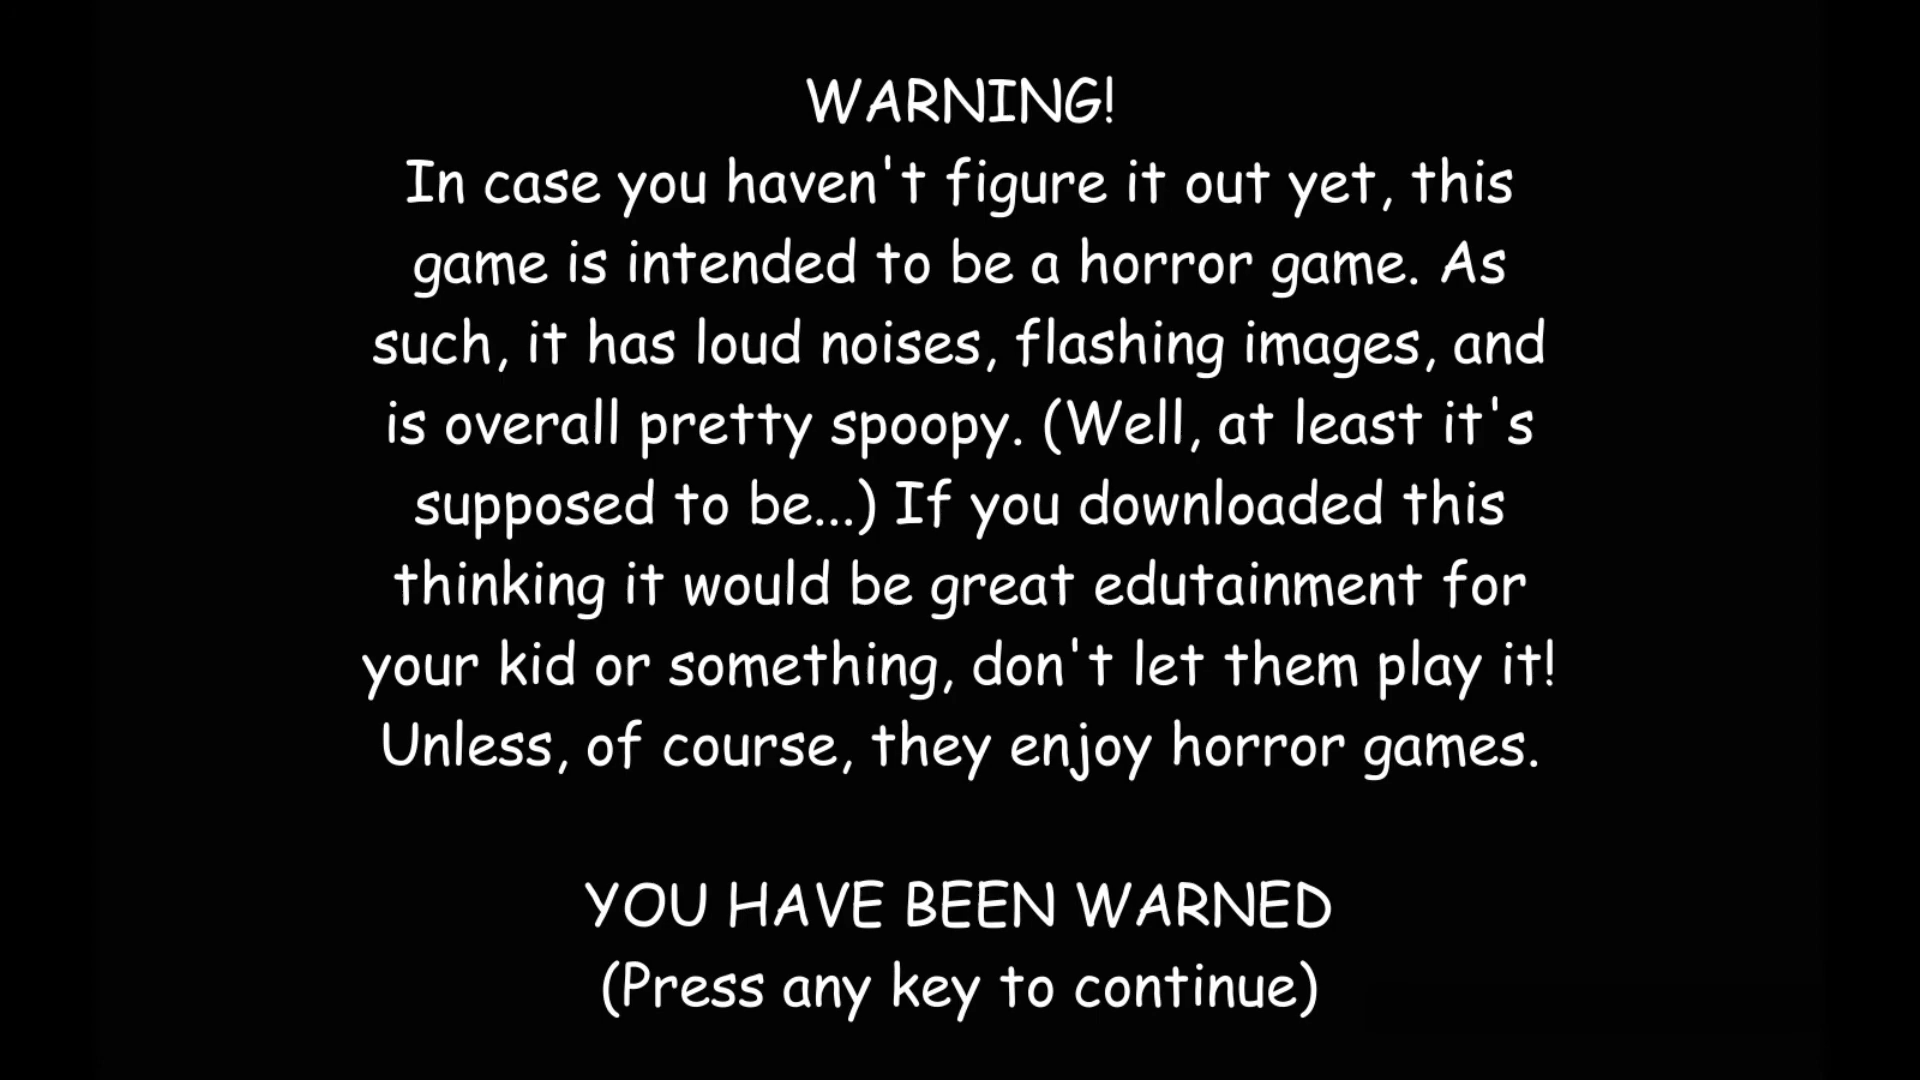 WARNING!
In case you haven't figure it out yet, this
game is intended to be a horror game. As
such, it has loud noises, flashing images, and
is overall pretty spoopy. (Well, at least it's
supposed to be...) If you downloaded this
thinking it would be great edutainment for
your kid or something, don't let them play it!
Unless, of course, they enjoy horror games.
YOU HAVE BEEN WARNED
(Press any key to continue)